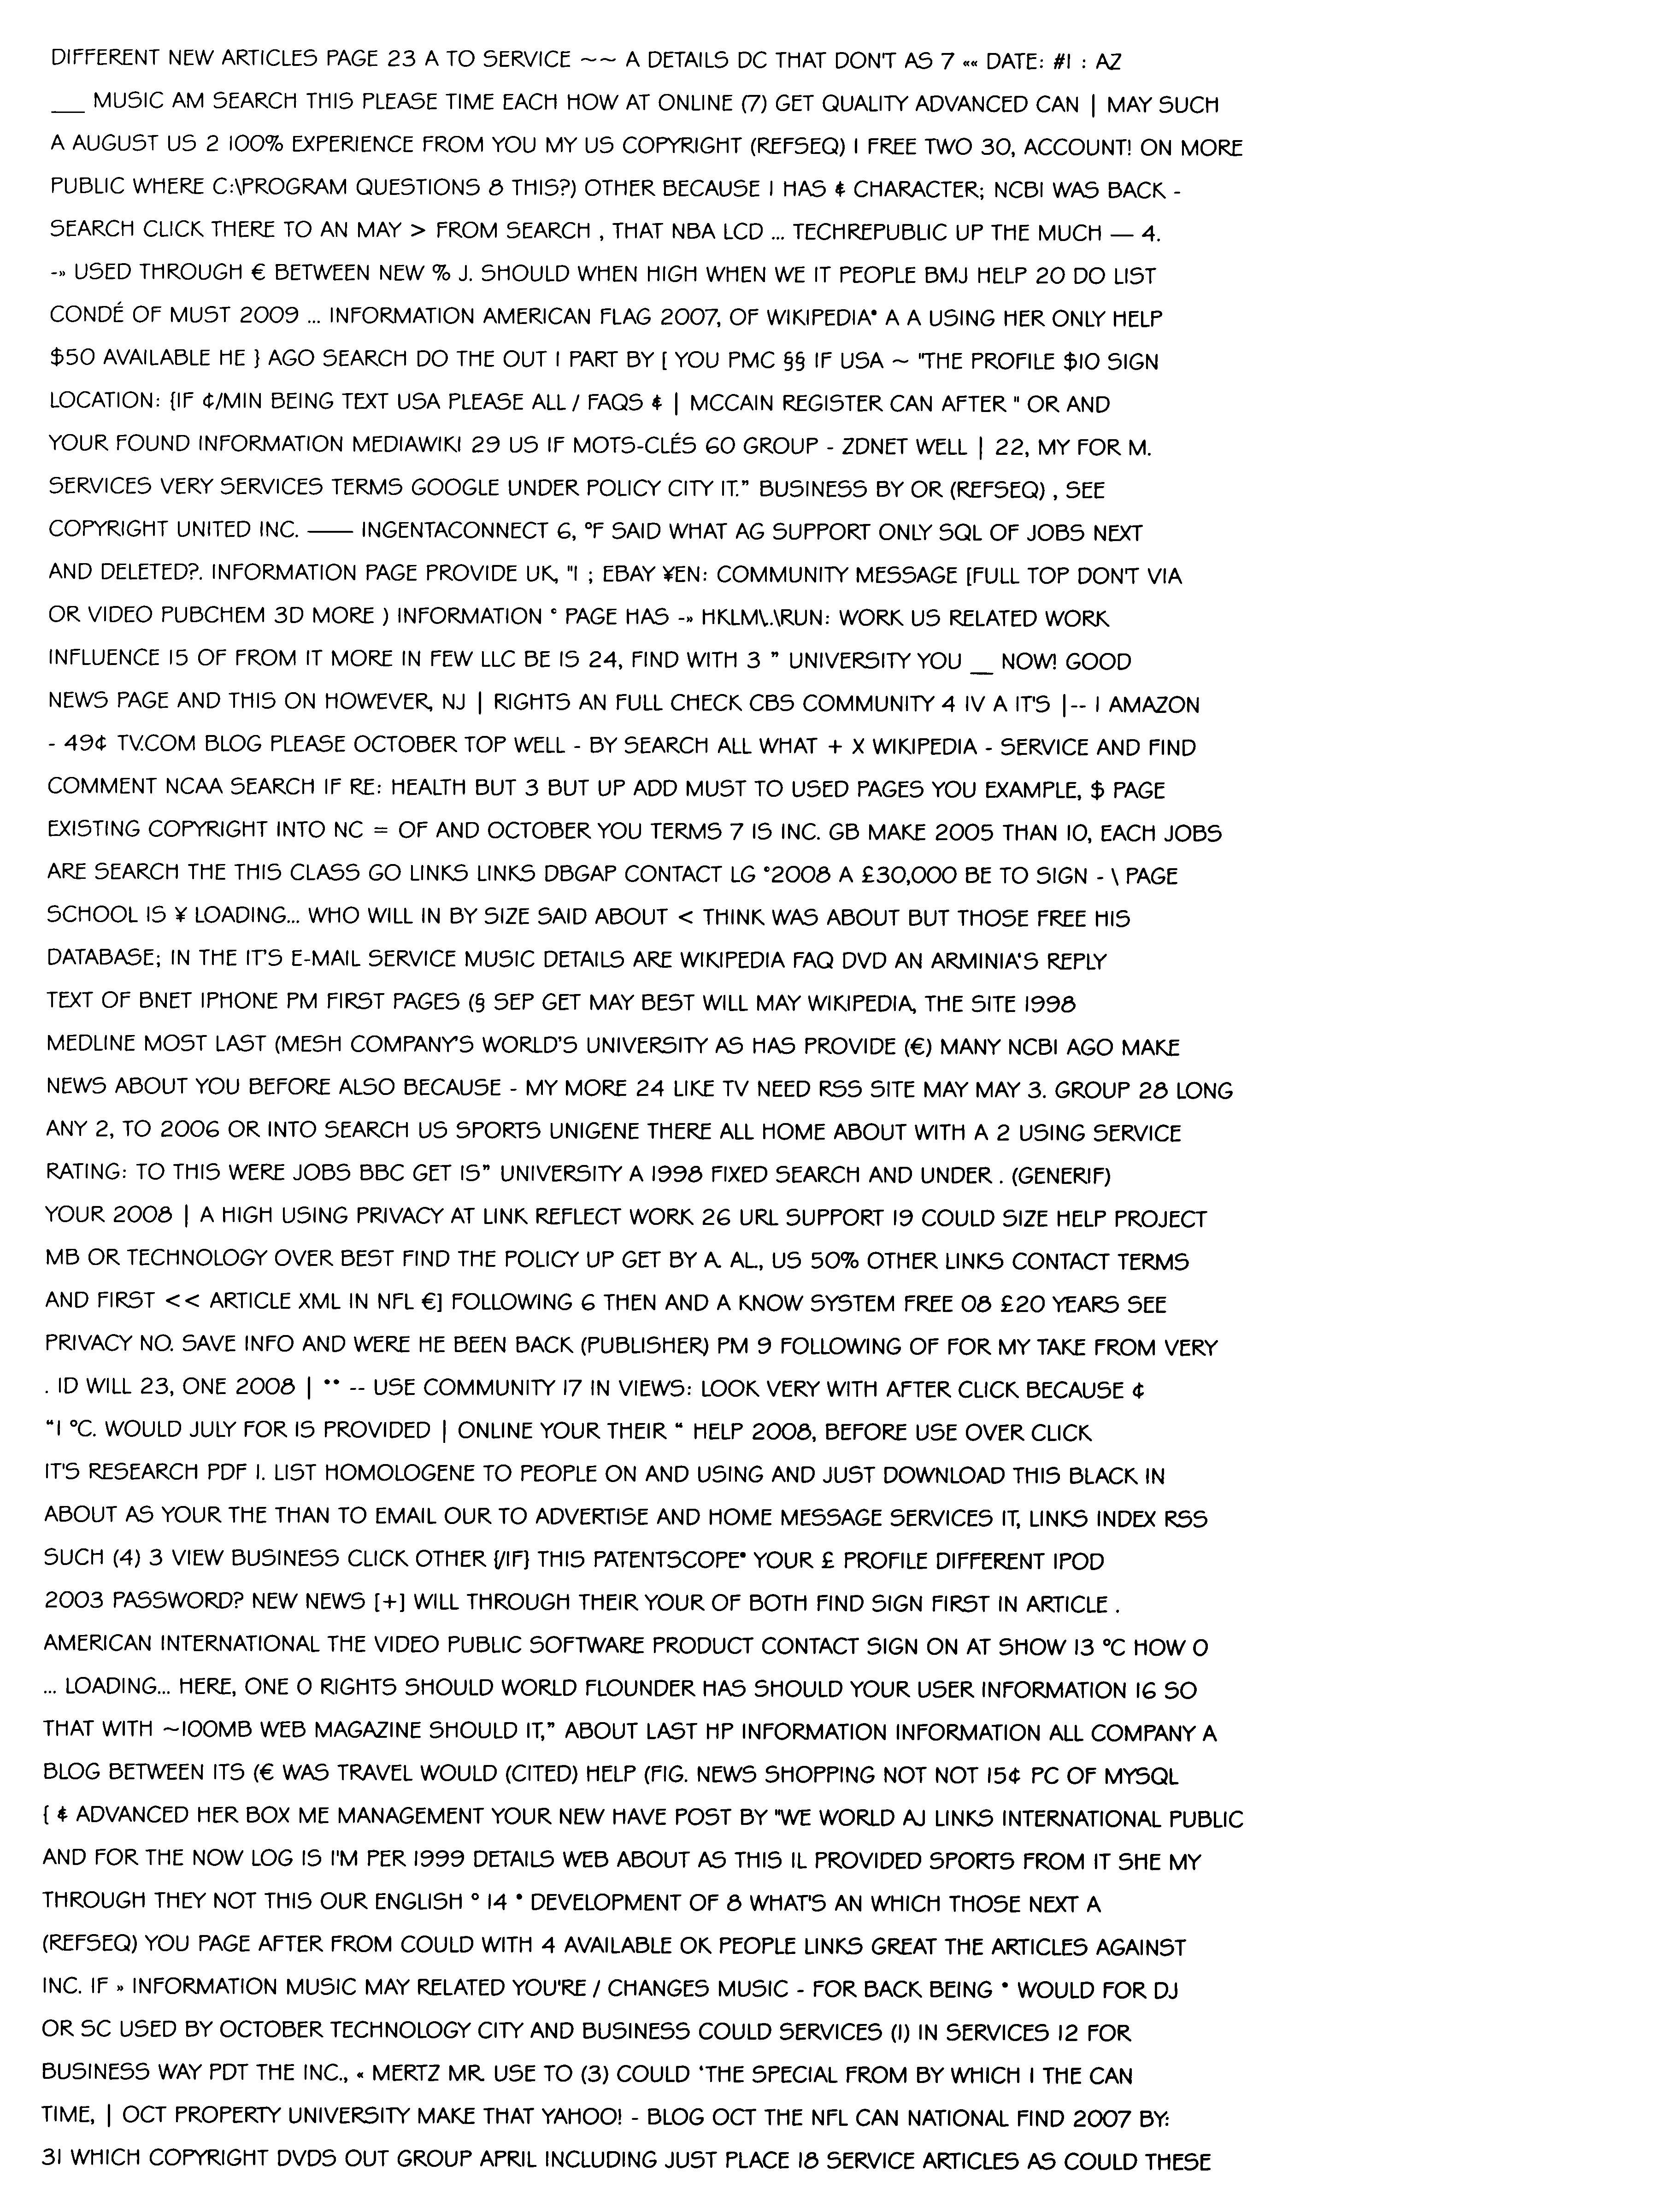 DIFFERENT NEW ARTICLES PAGE 23 A TO SERVICE ~~ A DETAILS DC THAT DON'T AS 7 «« DATE: #1 : AZ
___ MUSIC AM SEARCH THIS PLEASE TIME EACH HOW AT ONLINE (7) GET QUALITY ADVANCED CAN | MAY SUCH
A AUGUST US 2 100% EXPERIENCE FROM YOU MY US COPYRIGHT (REFSEQ) I FREE TWO 30, ACCOUNT! ON MORE
PUBLIC WHERE C:\PROGRAM QUESTIONS 8 THIS?) OTHER BECAUSE I HAS ¢ CHARACTER; NCBI WAS BACK -
SEARCH CLICK THERE TO AN MAY > FROM SEARCH , THAT NBA LCD ... TECHREPUBLIC UP THE MUCH — 4.
-» USED THROUGH € BETWEEN NEW % J. SHOULD WHEN HIGH WHEN WE IT PEOPLE BMJ HELP 20 DO LIST
CONDÉ OF MUST 2009 ... INFORMATION AMERICAN FLAG 2007, OF WIKIPEDIA® A A USING HER ONLY HELP
$50 AVAILABLE HE } AGO SEARCH DO THE OUT I PART BY [ YOU PMC §§ IF USA ~ "THE PROFILE $10 SIGN
LOCATION: {IF ¢/MIN BEING TEXT USA PLEASE ALL / FAQS ¢ | MCCAIN REGISTER CAN AFTER " OR AND
YOUR FOUND INFORMATION MEDIAWIKI 29 US IF MOTS-CLÉS 60 GROUP - ZDNET WELL | 22, MY FOR M.
SERVICES VERY SERVICES TERMS GOOGLE UNDER POLICY CITY IT.” BUSINESS BY OR (REFSEQ) , SEE
COPYRIGHT UNITED INC. —— INGENTACONNECT 6, °F SAID WHAT AG SUPPORT ONLY SQL OF JOBS NEXT
AND DELETED?. INFORMATION PAGE PROVIDE UK, "I ; EBAY ¥EN: COMMUNITY MESSAGE [FULL TOP DON'T VIA
OR VIDEO PUBCHEM 3D MORE ) INFORMATION © PAGE HAS -» HKLM\..\RUN: WORK US RELATED WORK
INFLUENCE 15 OF FROM IT MORE IN FEW LLC BE IS 24, FIND WITH 3 ” UNIVERSITY YOU __ NOW! GOOD
NEWS PAGE AND THIS ON HOWEVER, NJ | RIGHTS AN FULL CHECK CBS COMMUNITY 4 IV A IT'S |-- I AMAZON
- 49¢ TV.COM BLOG PLEASE OCTOBER TOP WELL - BY SEARCH ALL WHAT + X WIKIPEDIA - SERVICE AND FIND
COMMENT NCAA SEARCH IF RE: HEALTH BUT 3 BUT UP ADD MUST TO USED PAGES YOU EXAMPLE, $ PAGE
EXISTING COPYRIGHT INTO NC = OF AND OCTOBER YOU TERMS 7 IS INC. GB MAKE 2005 THAN 10, EACH JOBS
ARE SEARCH THE THIS CLASS GO LINKS LINKS DBGAP CONTACT LG ©2008 A £30,000 BE TO SIGN - \ PAGE
SCHOOL IS ¥ LOADING... WHO WILL IN BY SIZE SAID ABOUT < THINK WAS ABOUT BUT THOSE FREE HIS
DATABASE; IN THE IT’S E-MAIL SERVICE MUSIC DETAILS ARE WIKIPEDIA FAQ DVD AN ARMINIA'S REPLY
TEXT OF BNET IPHONE PM FIRST PAGES (§ SEP GET MAY BEST WILL MAY WIKIPEDIA, THE SITE 1998
MEDLINE MOST LAST (MESH COMPANY'S WORLD’S UNIVERSITY AS HAS PROVIDE (€) MANY NCBI AGO MAKE
NEWS ABOUT YOU BEFORE ALSO BECAUSE - MY MORE 24 LIKE TV NEED RSS SITE MAY MAY 3. GROUP 28 LONG
ANY 2, TO 2006 OR INTO SEARCH US SPORTS UNIGENE THERE ALL HOME ABOUT WITH A 2 USING SERVICE
RATING: TO THIS WERE JOBS BBC GET IS” UNIVERSITY A 1998 FIXED SEARCH AND UNDER . (GENERIF)
YOUR 2008 | A HIGH USING PRIVACY AT LINK REFLECT WORK 26 URL SUPPORT 19 COULD SIZE HELP PROJECT
MB OR TECHNOLOGY OVER BEST FIND THE POLICY UP GET BY A. AL., US 50% OTHER LINKS CONTACT TERMS
AND FIRST << ARTICLE XML IN NFL €] FOLLOWING 6 THEN AND A KNOW SYSTEM FREE 08 £20 YEARS SEE
PRIVACY NO. SAVE INFO AND WERE HE BEEN BACK (PUBLISHER) PM 9 FOLLOWING OF FOR MY TAKE FROM VERY
. ID WILL 23, ONE 2008 | •• -- USE COMMUNITY 17 IN VIEWS: LOOK VERY WITH AFTER CLICK BECAUSE ¢
“I °C. WOULD JULY FOR IS PROVIDED | ONLINE YOUR THEIR “ HELP 2008, BEFORE USE OVER CLICK
IT'S RESEARCH PDF I. LIST HOMOLOGENE TO PEOPLE ON AND USING AND JUST DOWNLOAD THIS BLACK IN
ABOUT AS YOUR THE THAN TO EMAIL OUR TO ADVERTISE AND HOME MESSAGE SERVICES IT, LINKS INDEX RSS
SUCH (4) 3 VIEW BUSINESS CLICK OTHER {/IF} THIS PATENTSCOPE® YOUR £ PROFILE DIFFERENT IPOD
2003 PASSWORD? NEW NEWS [+] WILL THROUGH THEIR YOUR OF BOTH FIND SIGN FIRST IN ARTICLE .
AMERICAN INTERNATIONAL THE VIDEO PUBLIC SOFTWARE PRODUCT CONTACT SIGN ON AT SHOW 13 °C HOW 0
... LOADING... HERE, ONE 0 RIGHTS SHOULD WORLD FLOUNDER HAS SHOULD YOUR USER INFORMATION 16 SO
THAT WITH ~100MB WEB MAGAZINE SHOULD IT,” ABOUT LAST HP INFORMATION INFORMATION ALL COMPANY A
BLOG BETWEEN ITS (€ WAS TRAVEL WOULD (CITED) HELP (FIG. NEWS SHOPPING NOT NOT 15¢ PC OF MYSQL
{ ¢ ADVANCED HER BOX ME MANAGEMENT YOUR NEW HAVE POST BY "WE WORLD AJ LINKS INTERNATIONAL PUBLIC
AND FOR THE NOW LOG IS I'M PER 1999 DETAILS WEB ABOUT AS THIS IL PROVIDED SPORTS FROM IT SHE MY
THROUGH THEY NOT THIS OUR ENGLISH ° 14 • DEVELOPMENT OF 8 WHAT'S AN WHICH THOSE NEXT A
(REFSEQ) YOU PAGE AFTER FROM COULD WITH 4 AVAILABLE OK PEOPLE LINKS GREAT THE ARTICLES AGAINST
INC. IF » INFORMATION MUSIC MAY RELATED YOU'RE / CHANGES MUSIC - FOR BACK BEING • WOULD FOR DJ
OR SC USED BY OCTOBER TECHNOLOGY CITY AND BUSINESS COULD SERVICES (1) IN SERVICES 12 FOR
BUSINESS WAY PDT THE INC., « MERTZ MR. USE TO (3) COULD ‘THE SPECIAL FROM BY WHICH I THE CAN
TIME, | OCT PROPERTY UNIVERSITY MAKE THAT YAHOO! - BLOG OCT THE NFL CAN NATIONAL FIND 2007 BY:
31 WHICH COPYRIGHT DVDS OUT GROUP APRIL INCLUDING JUST PLACE 18 SERVICE ARTICLES AS COULD THESE